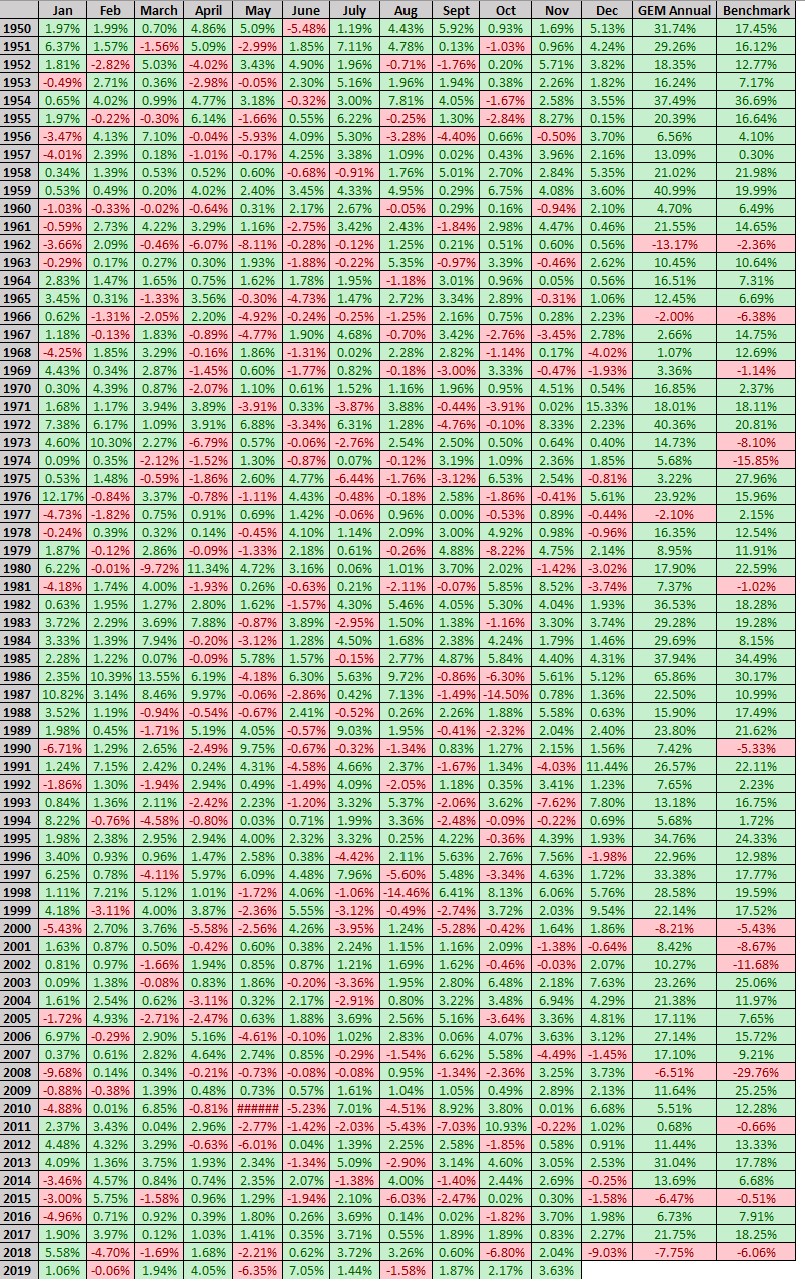 Jan Feb March April May June July Aug Sept Oct Nov Dec GEM Annual Benchmark
1950 1.97% 1.99% 0.70% 4.86% 5.09% -5.48% 1.19% 4.43% 5.92% 0.93% 1.69% 5.13% 31.74% 17.45%
1951 6.37% 1.57% -1.56% 5.09% -2.99% 1.85% 7.11% 4.78% 0.13% -1.03% 0.96% 4.24% 29.26% 16.12%
1952 1.81% -2.82% 5.03% -4.02% 3.43% 4.90% 1.96% -0.71% -1.76% 0.20% 5.71% 3.82% 18.35% 12.77%
1953 -0.49% 2.71% 0.36% -2.98% -0.05% 2.30% 5.16% 1.96% 1.94% 0.38% 2.26% 1.82% 16.24% 7.17%
1954 0.65% 4.02% 0.99% 4.77% 3.18% -0.32% 3.00% 7.81% 4.05% -1.67% 2.58% 3.55% 37.49% 36.69%
1955 1.97% -0.22% -0.30% 6.14% -1.66% 0.55% 6.22% -0.25% 1.30% -2.84% 8.27% 0.15% 20.39% 16.64%
1956 -3.47% 4.13% 7.10% -0.04% -5.93% 4.09% 5.30% -3.28% -4.40% 0.66% -0.50% 3.70% 6.56% 4.10%
1957 -4.01% 2.39% 0.18% -1.01% -0.17% 4.25% 3.38% 1.09% 0.02% 0.43% 3.96% 2.16% 13.09% 0.30%
1958 0.34% 1.39% 0.53% 0.52% 0.60% -0.68% -0.91% 1.76% 5.01% 2.70% 2.84% 5.35% 21.02% 21.98%
1959 0.53% 0.49% 0.20% 4.02% 2.40% 3.45% 4.33% 4.95% 0.29% 6.75% 4.08% 3.60% 40.99% 19.99%
1960 -1.03% -0.33% -0.02% -0.64% 0.31% 2.17% 2.67% -0.05% 0.29% 0.16% -0.94% 2.10% 4.70% 6.49%
1961 -0.59% 2.73% 4.22% 3.29% 1.16% -2.75% 3.42% 2.43% -1.84% 2.98% 4.47% 0.46% 21.55% 14.65%
1962 -3.66% 2.09% -0.46% -6.07% -8.11% -0.28% -0.12% 1.25% 0.21% 0.51% 0.60% 0.56% -13.17% -2.36%
1963 -0.29% 0.17% 0.27% 0.30% 1.93% -1.88% -0.22% 5.35% -0.97% 3.39% -0.46% 2.62% 10.45% 10.64%
1964 2.83% 1.47% 1.65% 0.75% 1.62% 1.78% 1.95% -1.18% 3.01% 0.96% 0.05% 0.56% 16.51% 7.31%
1965 3.45% 0.31% -1.33% 3.56% -0.30% -4.73% 1.47% 2.72% 3.34% 2.89% -0.31% 1.06% 12.45% 6.69%
1966 0.62% -1.31% -2.05% 2.20% -4.92% -0.24% -0.25% -1.25% 2.16% 0.75% 0.28% 2.23% -2.00% -6.38%
1967 1.18% -0.13% 1.83% -0.89% -4.77% 1.90% 4.68% -0.70% 3.42% -2.76% -3.45% 2.78% 2.66% 14.75%
1968 -4.25% 1.85% 3.29% -0.16% 1.86% -1.31% 0.02% 2.28% 2.82% -1.14% 0.17% -4.02% 1.07% 12.69%
1969 4.43% 0.34% 2.87% -1.45% 0.60% -1.77% 0.82% -0.18% -3.00% 3.33% -0.47% -1.93% 3.36% -1.14%
1970 0.30% 4.39% 0.87% -2.07% 1.10% 0.61% 1.52% 1.16% 1.96% 0.95% 4.51% 0.54% 16.85% 2.37%
1971 1.68% 1.17% 3.94% 3.89% -3.91% 0.33% -3.87% 3.88% -0.44% -3.91% 0.02% 15.33% 18.01% 18.11%
1972 7.38% 6.17% 1.09% 3.91% 6.88% -3.34% 6.31% 1.28% -4.76% -0.10% 8.33% 2.23% 40.36% 20.81%
1973 4.60% 10.30% 2.27% -6.79% 0.57% -0.06% -2.76% 2.54% 2.50% 0.50% 0.64% 0.40% 14.73% -8.10%
1974 0.09% 0.35% -2.12% -1.52% 1.30% -0.87% 0.07% -0.12% 3.19% 1.09% 2.36% 1.85% 5.68% -15.85%
1975 0.53% 1.48% -0.59% -1.86% 2.60% 4.77% -6.44% -1.76% -3.12% 6.53% 2.54% -0.81% 3.22% 27.96%
1976 12.17% -0.84% 3.37% -0.78% -1.11% 4.43% -0.48% -0.18% 2.58% -1.86% -0.41% 5.61% 23.92% 15.96%
1977 -4.73% -1.82% 0.75% 0.91% 0.69% 1.42% -0.06% 0.96% 0.00% -0.53% 0.89% -0.44% -2.10% 2.15%
1978 -0.24% 0.39% 0.32% 0.14% -0.45% 4.10% 1.14% 2.09% 3.00% 4.92% 0.98% -0.96% 16.35% 12.54%
1979 1.87% -0.12% 2.86% -0.09% -1.33% 2.18% 0.61% -0.26% 4.88% -8.22% 4.75% 2.14% 8.95% 11.91%
1980 6.22% -0.01% -9.72% 11.34% 4.72% 3.16% 0.06% 1.01% 3.70% 2.02% -1.42% -3.02% 17.90% 22.59%
1981 -4.18% 1.74% 4.00% -1.93% 0.26% -0.63% 0.21% -2.11% -0.07% 5.85% 8.52% -3.74% 7.37% -1.02%
1982 0.63% 1.95% 1.27% 2.80% 1.62% -1.57% 4.30% 5.46% 4.05% 5.30% 4.04% 1.93% 36.53% 18.28%
1983 3.72% 2.29% 3.69% 7.88% -0.87% 3.89% -2.95% 1.50% 1.38% -1.16% 3.30% 3.74% 29.28% 19.28%
1984 3.33% 1.39% 7.94% -0.20% -3.12% 1.28% 4.50% 1.68% 2.38% 4.24% 1.79% 1.46% 29.69% 8.15%
1985 2.28% 1.22% 0.07% -0.09% 5.78% 1.57% -0.15% 2.77% 4.87% 5.84% 4.40% 4.31% 37.94% 34.49%
1986 2.35% 10.39% 13.55% 6.19% -4.18% 6.30% 5.63% 9.72% -0.86% -6.30% 5.61% 5.12% 65.86% 30.17%
1987 10.82% 3.14% 8.46% 9.97% -0.06% -2.86% 0.42% 7.13% -1.49% -14.50% 0.78% 1.36% 22.50% 10.99%
1988 3.52% 1.19% -0.94% -0.54% -0.67% 2.41% -0.52% 0.26% 2.26% 1.88% 5.58% 0.63% 15.90% 17.49%
1989 1.98% 0.45% -1.71% 5.19% 4.05% -0.57% 9.03% 1.95% -0.41% -2.32% 2.04% 2.40% 23.80% 21.62%
1990 -6.71% 1.29% 2.65% -2.49% 9.75% -0.67% -0.32% -1.34% 0.83% 1.27% 2.15% 1.56% 7.42% -5.33%
1991 1.24% 7.15% 2.42% 0.24% 4.31% -4.58% 4.66% 2.37% -1.67% 1.34% -4.03% 11.44% 26.57% 22.11%
1992 -1.86% 1.30% -1.94% 2.94% 0.49% -1.49% 4.09% -2.05% 1.18% 0.35% 3.41% 1.23% 7.65% 2.23%
1993 0.84% 1.36% 2.11% -2.42% 2.23% -1.20% 3.32% 5.37% -2.06% 3.62% -7.62% 7.80% 13.18% 16.75%
1994 8.22% -0.76% -4.58% -0.80% 0.03% 0.71% 1.99% 3.36% -2.48% -0.09% -0.22% 0.69% 5.68% 1.72%
1995 1.98% 2.38% 2.95% 2.94% 4.00% 2.32% 3.32% 0.25% 4.22% -0.36% 4.39% 1.93% 34.76% 24.33%
1996 3.40% 0.93% 0.96% 1.47% 2.58% 0.38% -4.42% 2.11% 5.63% 2.76% 7.56% -1.98% 22.96% 12.98%
1997 6.25% 0.78% -4.11% 5.97% 6.09% 4.48% 7.96% -5.60% 5.48% -3.34% 4.63% 1.72% 33.38% 17.77%
1998 1.11% 7.21% 5.12% 1.01% -1.72% 4.07% -1.06% -14.46% 6.41% 8.13% 6.06% 5.76% 28.58% 19.59%
1999 4.18% -3.11% 4.00% 3.87% -2.36% 5.55% -3.12% -0.49% -2.74% 3.72% 2.03% 9.54% 22.14% 17.52%
2000 -5.43% 2.70% 3.76% -5.58% -2.56% 4.26% -3.95% 1.24% -5.28% -0.42% 1.64% 1.86% -8.21% -5.43%
2001 1.63% 0.87% 0.50% -0.42% 0.60% 0.38% 2.24% 1.15% 1.16% 2.09% -1.38% -0.64% 8.42% -8.67%
2002 0.81% 0.97% -1.66% 1.94% 0.85% 0.87% 1.21% 1.69% 1.62% -0.46% -0.03% 2.07% 10.27% -11.68%
2003 0.09% 1.38% -0.08% 0.83% 1.86% -0.20% -3.36% 1.95% 2.80% 6.48% 2.18% 7.63% 23.26% 25.06%
2004 1.61% 2.54% 0.62% -3.11% 0.32% 2.17% -2.91% 0.80% 3.22% 3.48% 6.94% 4.29% 21.38% 11.97%
2005 -1.72% 4.93% -2.71% -2.47% 0.63% 1.88% 3.69% 2.56% 5.16% -3.64% 3.36% 4.81% 17.11% 7.65%
2006 6.97% -0.29% 2.90% 5.16% -4.61% -0.10% 1.02% 2.83% 0.06% 4.07% 3.63% 3.12% 27.14% 15.72%
2007 0.37% 0.61% 2.82% 4.64% 2.74% 0.85% -0.29% -1.54% 6.62% 5.58% -4.49% -1.45% 17.10% 9.21%
2008 -9.68% 0.14% 0.34% -0.21% -0.73% -0.08% -0.08% 0.95% -1.34% -2.36% 3.25% 3.73% -6.51% -29.76%
2009 -0.88% -0.38% 1.39% 0.48% 0.73% 0.57% 1.61% 1.04% 1.05% 0.49% 2.89% 2.13% 11.64% 25.25%
2010 -4.88% 0.01% 6.85% -0.81% ###### -5.23% 7.01% -4.51% 8.92% 3.80% 0.01% 6.68% 5.51% 12.28%
2011 2.37% 3.43% 0.04% 2.96% -2.77% -1.42% -2.03% -5.43% -7.03% 10.93% -0.22% 1.02% 0.68% -0.66%
2012 4.48% 4.32% 3.29% -0.63% -6.01% 0.04% 1.39% 2.25% 2.58% -1.85% 0.58% 0.91% 11.44% 13.33%
2013 4.09% 1.36% 3.75% 1.93% 2.34% -1.34% 5.09% -2.90% 3.14% 4.60% 3.05% 2.53% 31.04% 17.78%
2014 -3.46% 4.57% 0.84% 0.74% 2.35% 2.07% -1.38% 4.00% -1.40% 2.44% 2.69% -0.25% 13.69% 6.68%
2015 -3.00% 5.75% -1.58% 0.96% 1.29% -1.94% 2.10% -6.03% -2.47% 0.02% 0.30% -1.58% -6.47% -0.51%
2016 -4.96% 0.71% 0.92% 0.39% 1.80% 0.26% 3.69% 0.14% 0.02% -1.82% 3.70% 1.98% 6.73% 7.91%
2017 1.90% 3.97% 0.12% 1.03% 1.41% 0.35% 3.71% 0.55% 1.89% 1.89% 0.83% 2.27% 21.75% 18.25%
2018 5.58% -4.70% -1.69% 1.68% -2.21% 0.62% 3.72% 3.26% 0.60% -6.80% 2.04% -9.03% -7.75% -6.06%
2019 1.06% -0.06% 1.94% 4.05% -6.35% 7.05% 1.44% -1.58% 1.87% 2.17% 3.63%